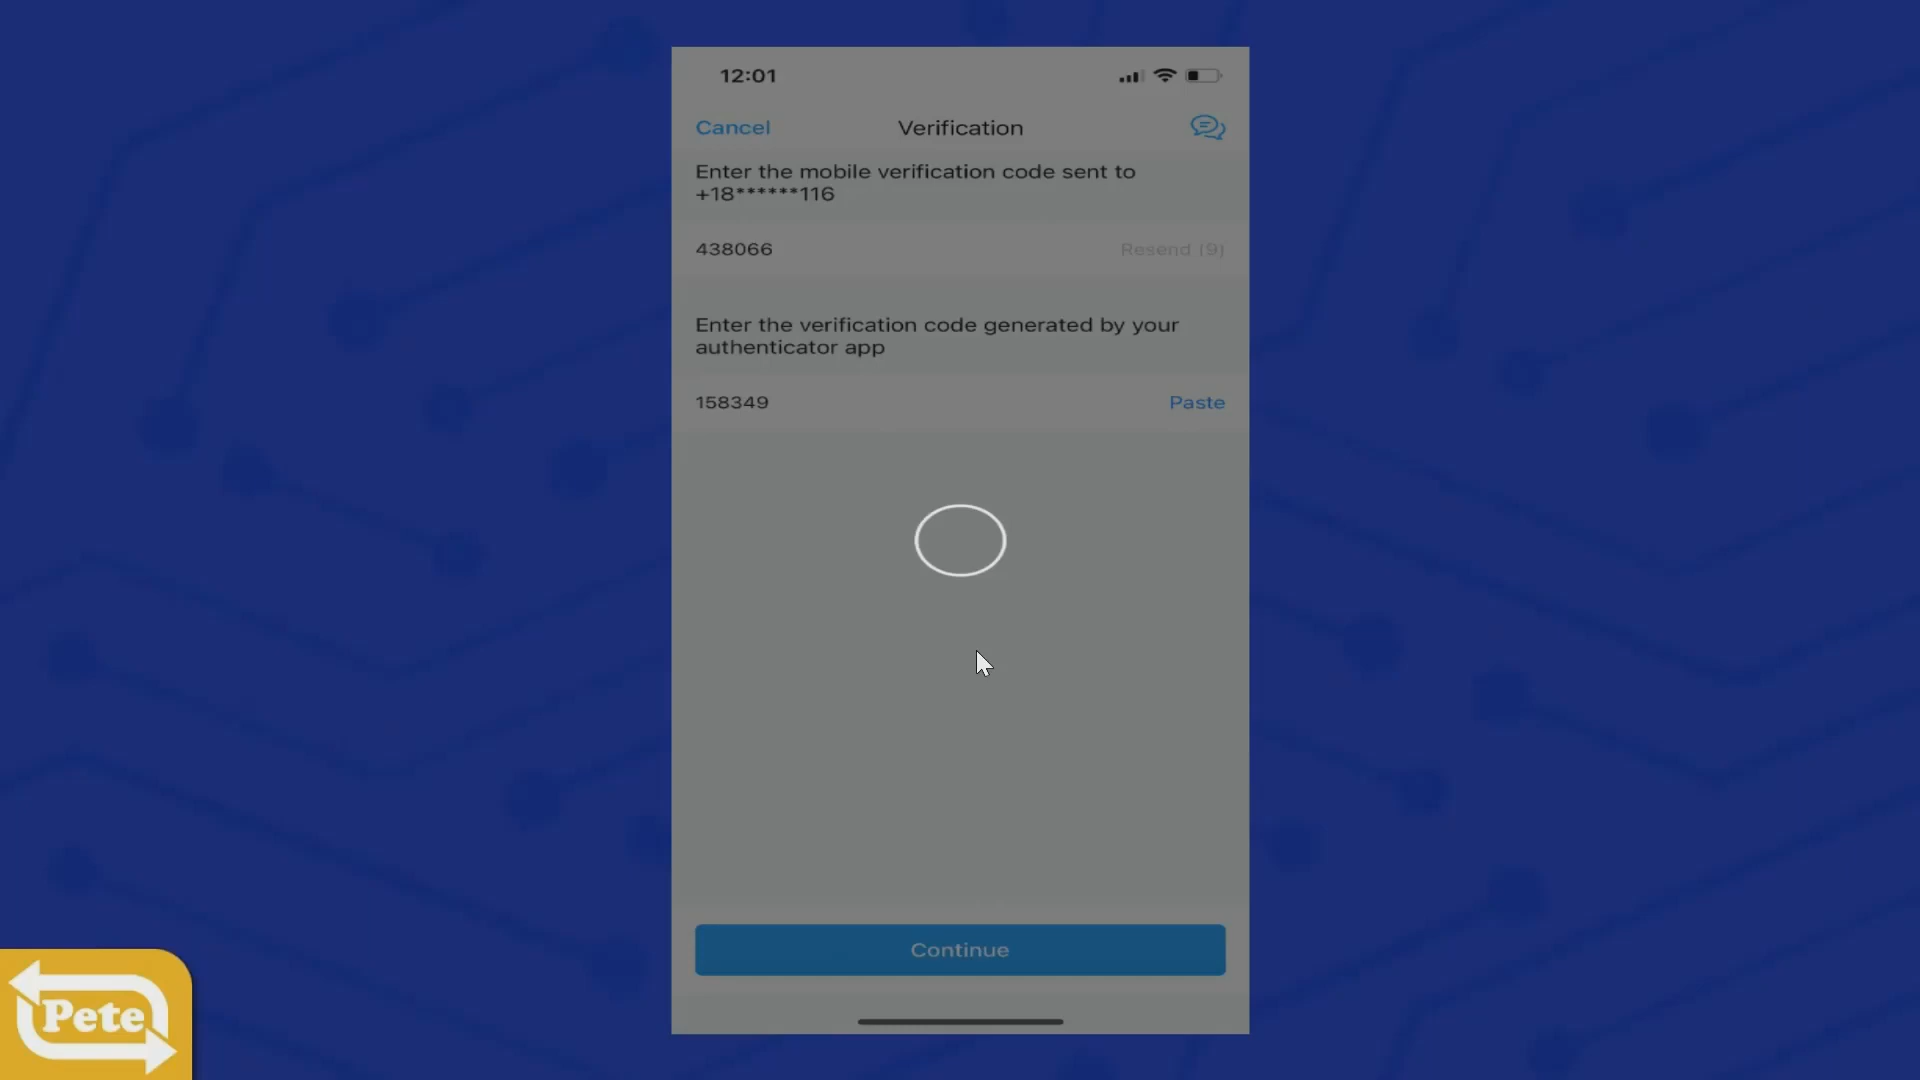 12:01
Cancel
Verification
Enter the mobile verification code sent to
+18******116
438066
Resend (9)
Enter the verification code generated by your
authenticator app
158349
Paste
Continue
Pete